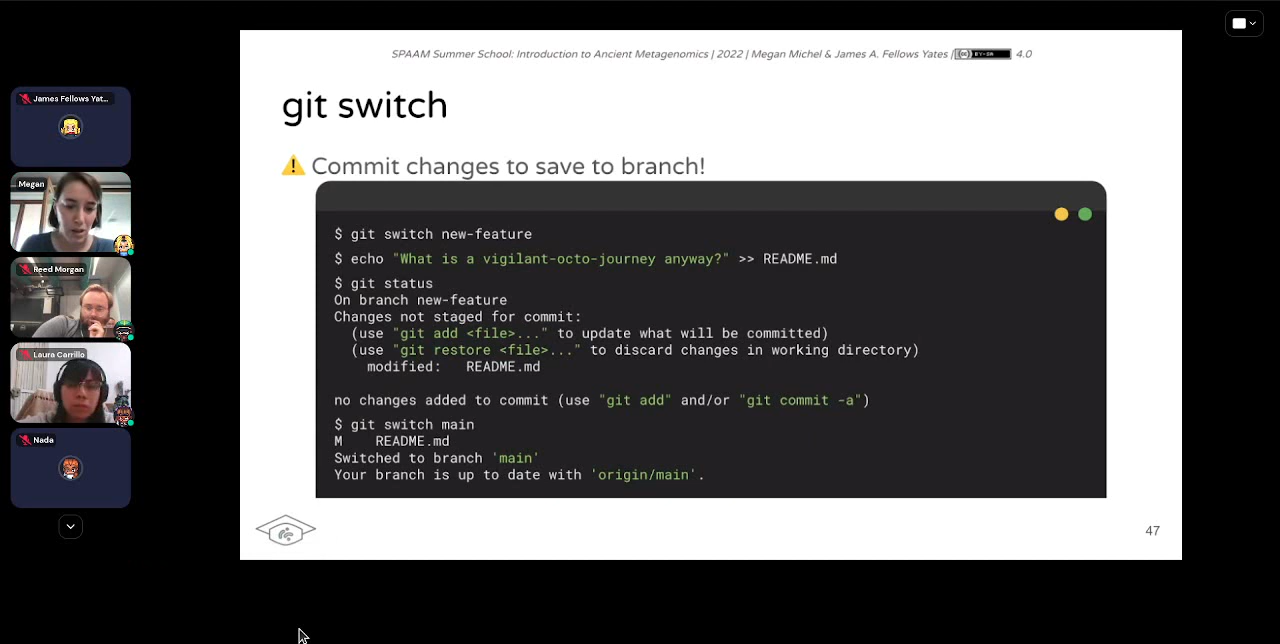 SPAAM Summer School: Introduction to Ancient Metagenomics | 2022 | Megan Michel & James A. Fellows Yates | BY-SA 4.0
git switch
⚠ Commit changes to save to branch!
$ git switch new-feature
$ echo "What is a vigilant-octo-journey anyway?" >> README.md
$ git status
On branch new-feature
Changes not staged for commit:
(use "git add <file>..." to update what will be committed)
(use "git restore <file>..." to discard changes in working directory)
modified: README.md
no changes added to commit (use "git add" and/or "git commit -a")
$ git switch main
M README.md
Switched to branch 'main'
Your branch is up to date with 'origin/main'.
47
James Fellows Yat...
Megan
Reed Morgan
Laura Carrillo
Nada